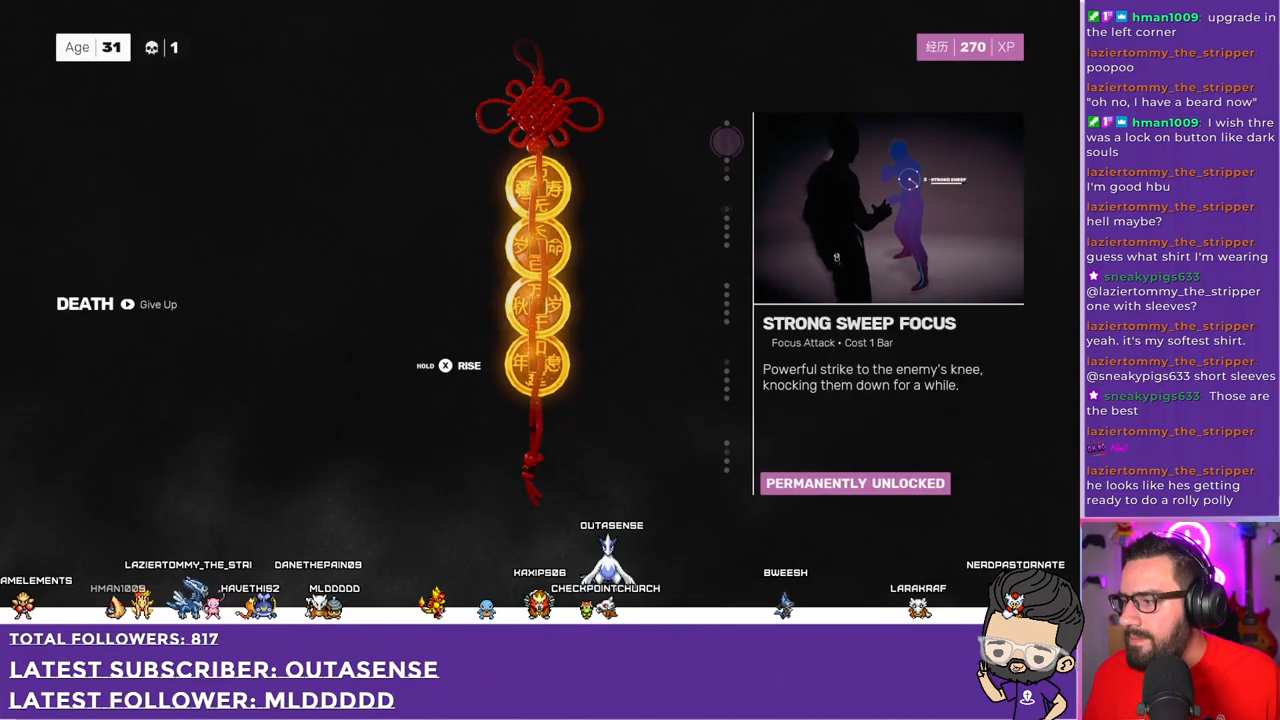 Age 31
1
经历 270 XP
DEATH Give Up
HOLD X RISE
STRONG SWEEP
STRONG SWEEP FOCUS
Focus Attack • Cost 1 Bar
Powerful strike to the enemy's knee,
knocking them down for a while.
PERMANENTLY UNLOCKED
hman1009: upgrade in
the left corner
laziertommy_the_stripper:
poopoo
laziertommy_the_stripper:
"oh no, I have a beard now"
hman1009: I wish thre
was a lock on button like dark
souls
laziertommy_the_stripper:
I'm good hbu
laziertommy_the_stripper:
hell maybe?
laziertommy_the_stripper:
guess what shirt I'm wearing
sneakypigs633:
@laziertommy_the_stripper
one with sleeves?
laziertommy_the_stripper:
yeah. it's my softest shirt.
laziertommy_the_stripper:
@sneakypigs633 short sleeves
sneakypigs633: Those are
the best
laziertommy_the_stripper:
laziertommy_the_stripper:
he looks like hes getting
ready to do a rolly polly
OUTASENSE
LAZIERTOMMY_THE_STRI
DANETHEPAIN09
KAXIPS06
BWEESH
NERDPASTORNATE
AMELEMENTS
HMAN1009
HAVETHIS2
MLDDDDD
CHECKPOINTCHURCH
LARAKRAF
TOTAL FOLLOWERS: 817
LATEST SUBSCRIBER: OUTASENSE
LATEST FOLLOWER: MLDDDDD